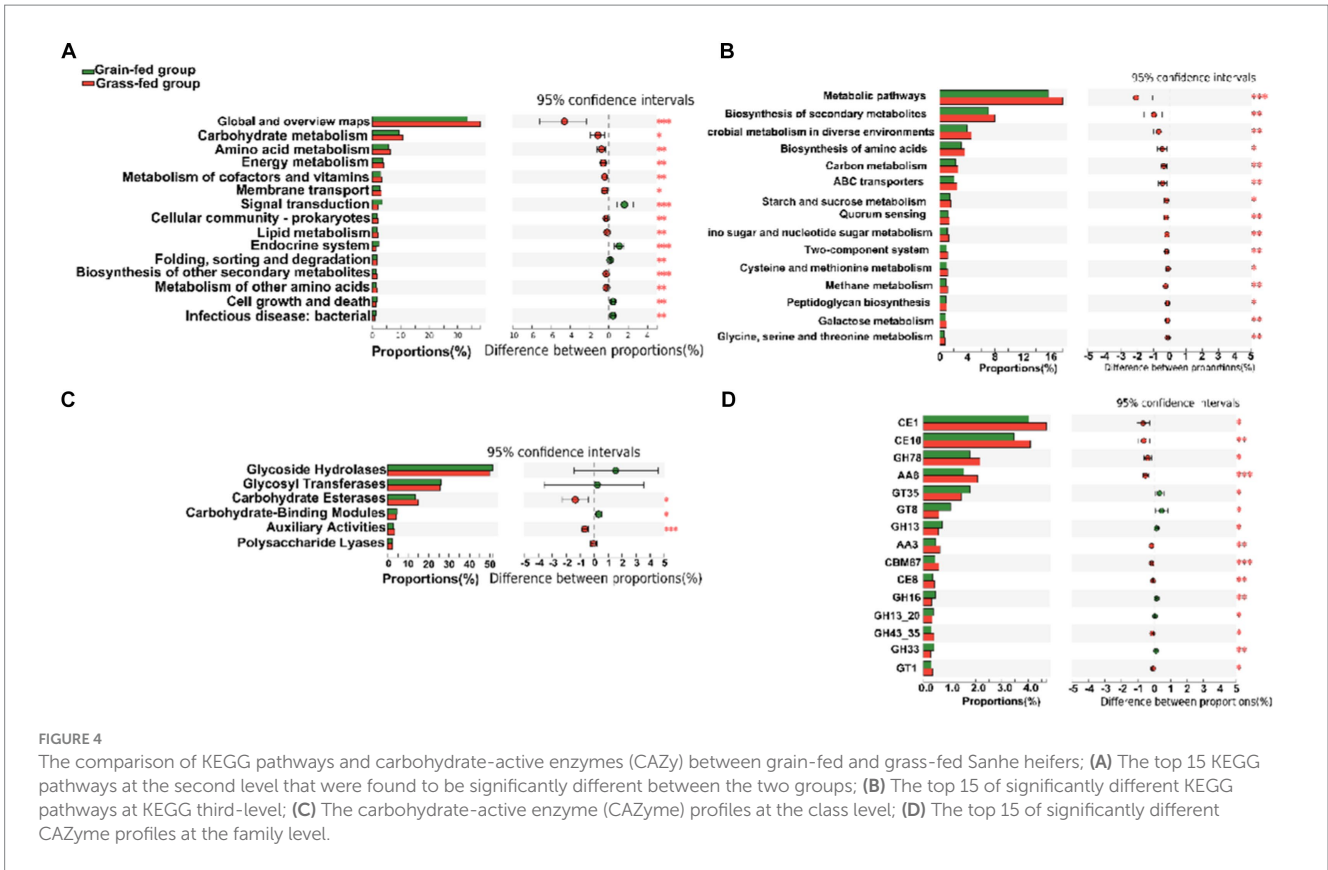 A
Grain-fed group
Grass-fed group
95% confidence intervals
Global and overview maps
***
Carbohydrate metabolism
*
Amino acid metabolism
**
Energy metabolism
**
Metabolism of cofactors and vitamins
**
Membrane transport
*
Signal transduction
***
Cellular community - prokaryotes
**
Lipid metabolism
**
Endocrine system
***
Folding, sorting and degradation
**
Biosynthesis of other secondary metabolites
***
Metabolism of other amino acids
**
Cell growth and death
**
Infectious disease: bacterial
**
0 10 20 30
10 8 6 4 2 0 2 4
Proportions(%)
Difference between proportions(%)
B
95% confidence intervals
Metabolic pathways
***
Biosynthesis of secondary metabolites
**
crobial metabolism in diverse environments
**
Biosynthesis of amino acids
*
Carbon metabolism
**
ABC transporters
**
Starch and sucrose metabolism
*
Quorum sensing
**
ino sugar and nucleotide sugar metabolism
**
Two-component system
**
Cysteine and methionine metabolism
*
Methane metabolism
**
Peptidoglycan biosynthesis
*
Galactose metabolism
**
Glycine, serine and threonine metabolism
**
0 4 8 12 16
-5 -4 -3 -2 -1 0 1 2 3 4 5
Proportions(%)
Difference between proportions(%)
C
95% confidence intervals
Glycoside Hydrolases
Glycosyl Transferases
Carbohydrate Esterases
*
Carbohydrate-Binding Modules
*
Auxiliary Activities
***
Polysaccharide Lyases
0 10 20 30 40 50
-5 -4 -3 -2 -1 0 1 2 3 4 5
Proportions(%)
Difference between proportions(%)
D
95% confidence intervals
CE1
*
CE10
**
GH78
*
***
GT35
*
GT8
*
GH13
*
AA3
**
CBM67
***
**
GH16
**
GH13_20
*
GH43_35
*
GH33
**
GT1
*
0.0 1.0 2.0 3.0 4.0
-5 -4 -3 -2 -1 0 1 2 3 4 5
Proportions(%)
Difference between proportions(%)
FIGURE 4
The comparison of KEGG pathways and carbohydrate-active enzymes (CAZy) between grain-fed and grass-fed Sanhe heifers; (A) The top 15 KEGG
pathways at the second level that were found to be significantly different between the two groups; (B) The top 15 of significantly different KEGG
pathways at KEGG third-level; (C) The carbohydrate-active enzyme (CAZyme) profiles at the class level; (D) The top 15 of significantly different
CAZyme profiles at the family level.